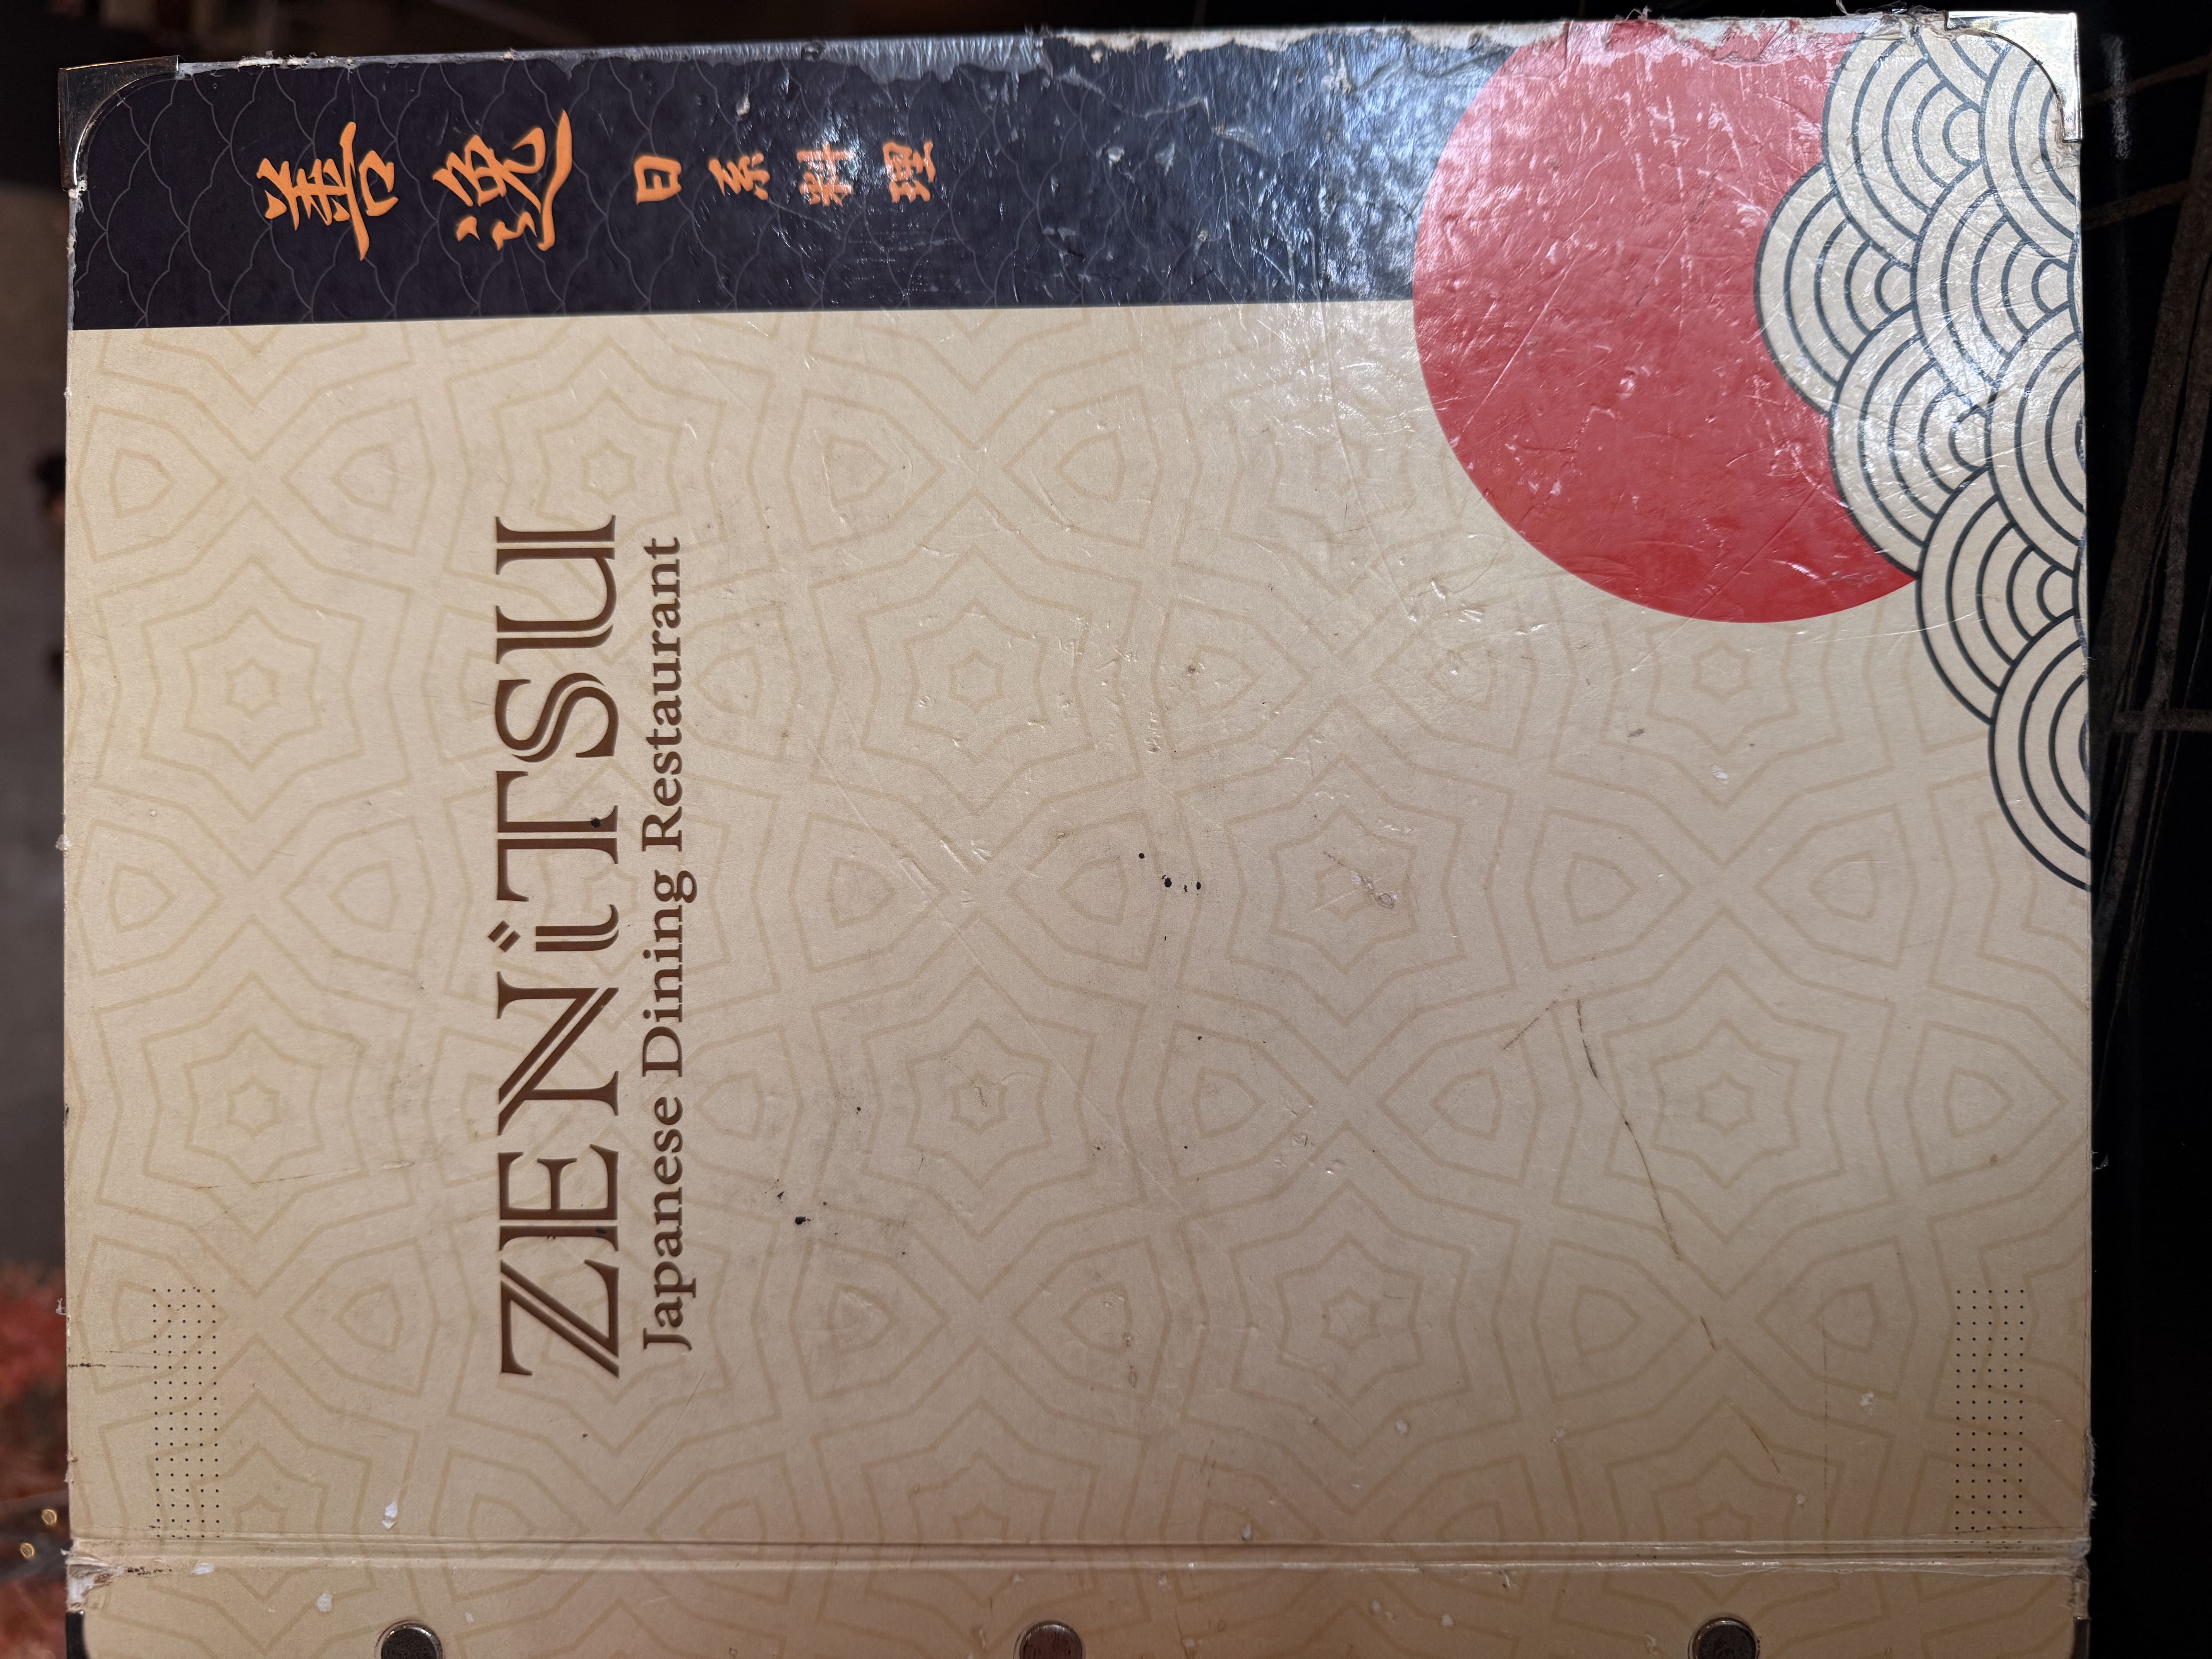 ZENiTSU
Japanese Dining Restaurant
善逸
日系料理